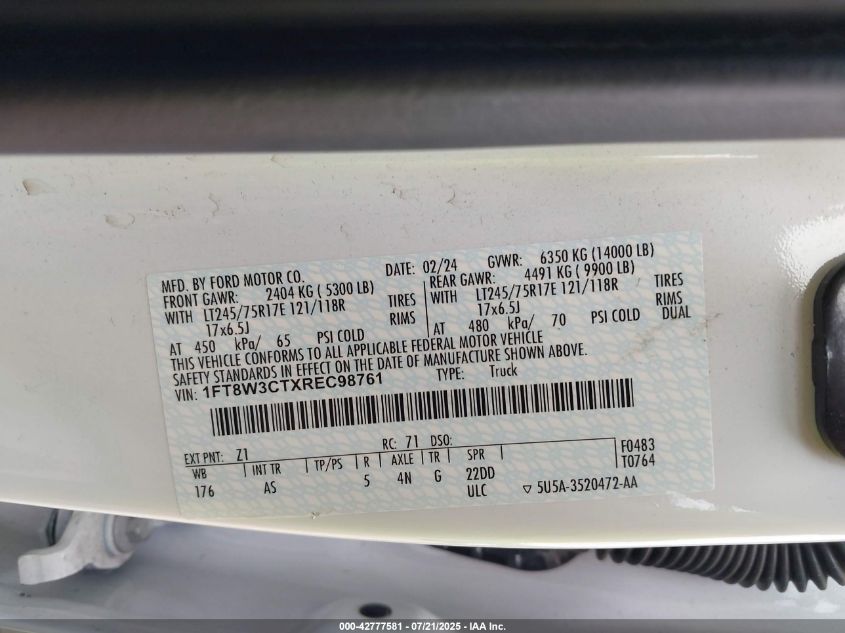 MFD. BY FORD MOTOR CO.
DATE: 02/24 GVWR: 6350 KG (14000 LB)
FRONT GAWR: 2404 KG ( 5300 LB)
WITH LT245/75R17E 121/118R TIRES
17x6.5J RIMS
AT 450 kPa/ 65 PSI COLD
REAR GAWR: 4491 KG ( 9900 LB)
WITH LT245/75R17E 121/118R TIRES
17x6.5J RIMS
AT 480 kPa/ 70 PSI COLD DUAL
THIS VEHICLE CONFORMS TO ALL APPLICABLE FEDERAL MOTOR VEHICLE
SAFETY STANDARDS IN EFFECT ON THE DATE OF MANUFACTURE SHOWN ABOVE.
VIN: 1FT8W3CTXREC98761 TYPE: Truck
EXT PNT: Z1 RC: 71 DSO: F0483
WB INT TR TP/PS R AXLE TR SPR T0764
176 AS 5 4N G 22DD
ULC ▽ 5U5A-3520472-AA
000-42777581 - 07/21/2025 - IAA Inc.